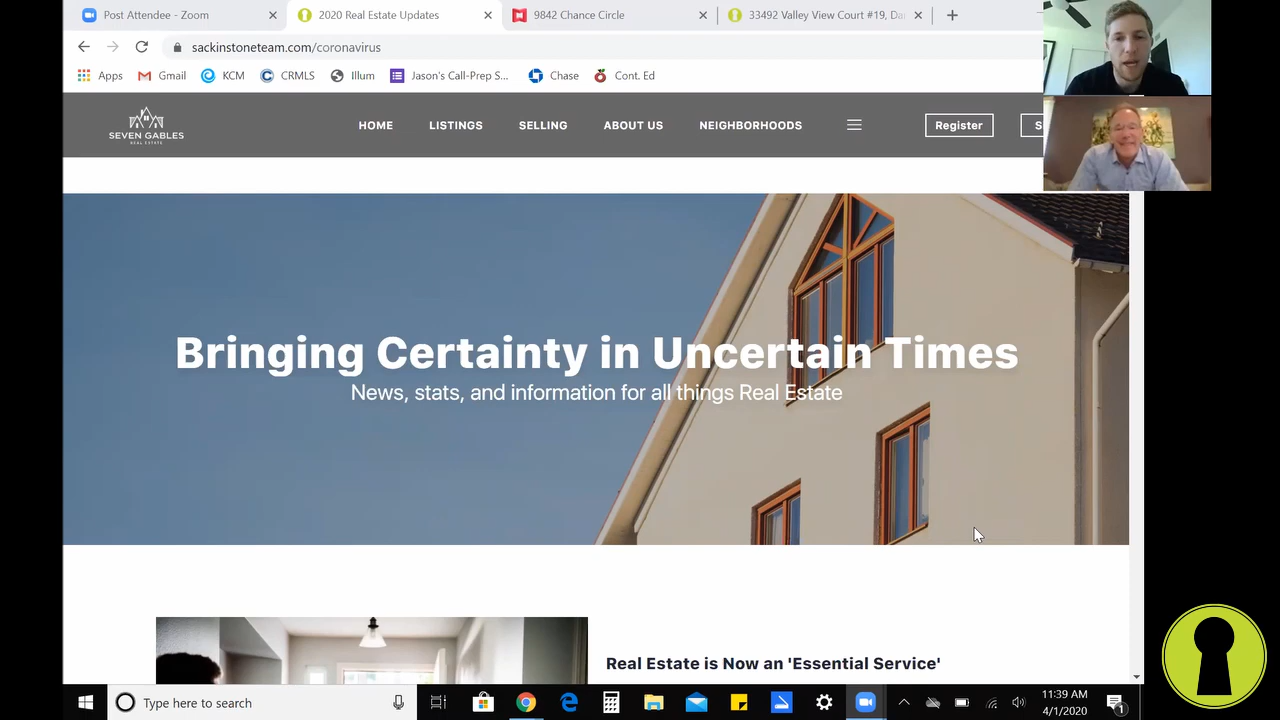 Post Attendee - Zoom
2020 Real Estate Updates
9842 Chance Circle
33492 Valley View Court #19, Da
sackinstoneteam.com/coronavirus
Apps
Gmail
KCM
CRMLS
Illum
Jason's Call-Prep S...
Chase
Cont. Ed
SEVEN GABLES
REAL ESTATE
HOME
LISTINGS
SELLING
ABOUT US
NEIGHBORHOODS
Register
S
Bringing Certainty in Uncertain Times
News, stats, and information for all things Real Estate
Real Estate is Now an 'Essential Service'
Type here to search
11:39 AM
4/1/2020
1